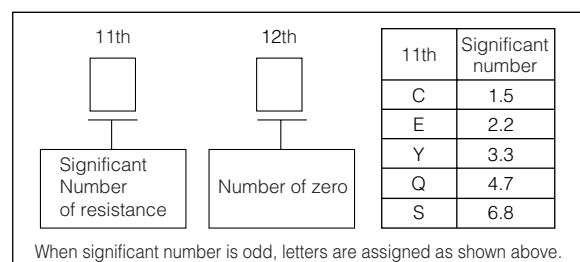 11th
12th
Significant
Number
of resistance
Number of zero
11th Significant number
C 1.5
E 2.2
Y 3.3
Q 4.7
S 6.8
When significant number is odd, letters are assigned as shown above.